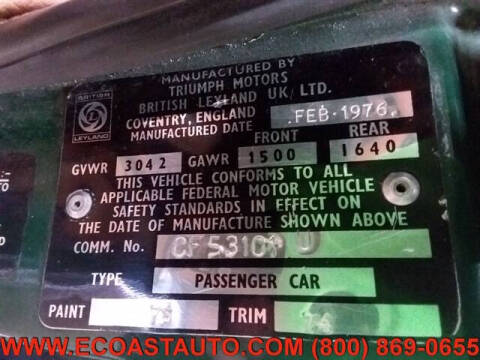 MANUFACTURED BY
TRIUMPH MOTORS
BRITISH LEYLAND UK/ LTD.
COVENTRY, ENGLAND
MANUFACTURED DATE FEB·1976
BRITISH
LEYLAND
FRONT REAR
GVWR 3042 GAWR 1500 1640
THIS VEHICLE CONFORMS TO ALL
APPLICABLE FEDERAL MOTOR VEHICLE
SAFETY STANDARDS IN EFFECT ON
THE DATE OF MANUFACTURE SHOWN ABOVE
COMM. No. U
TYPE PASSENGER CAR
PAINT TRIM
WWW.ECOASTAUTO.COM (800) 869-0655